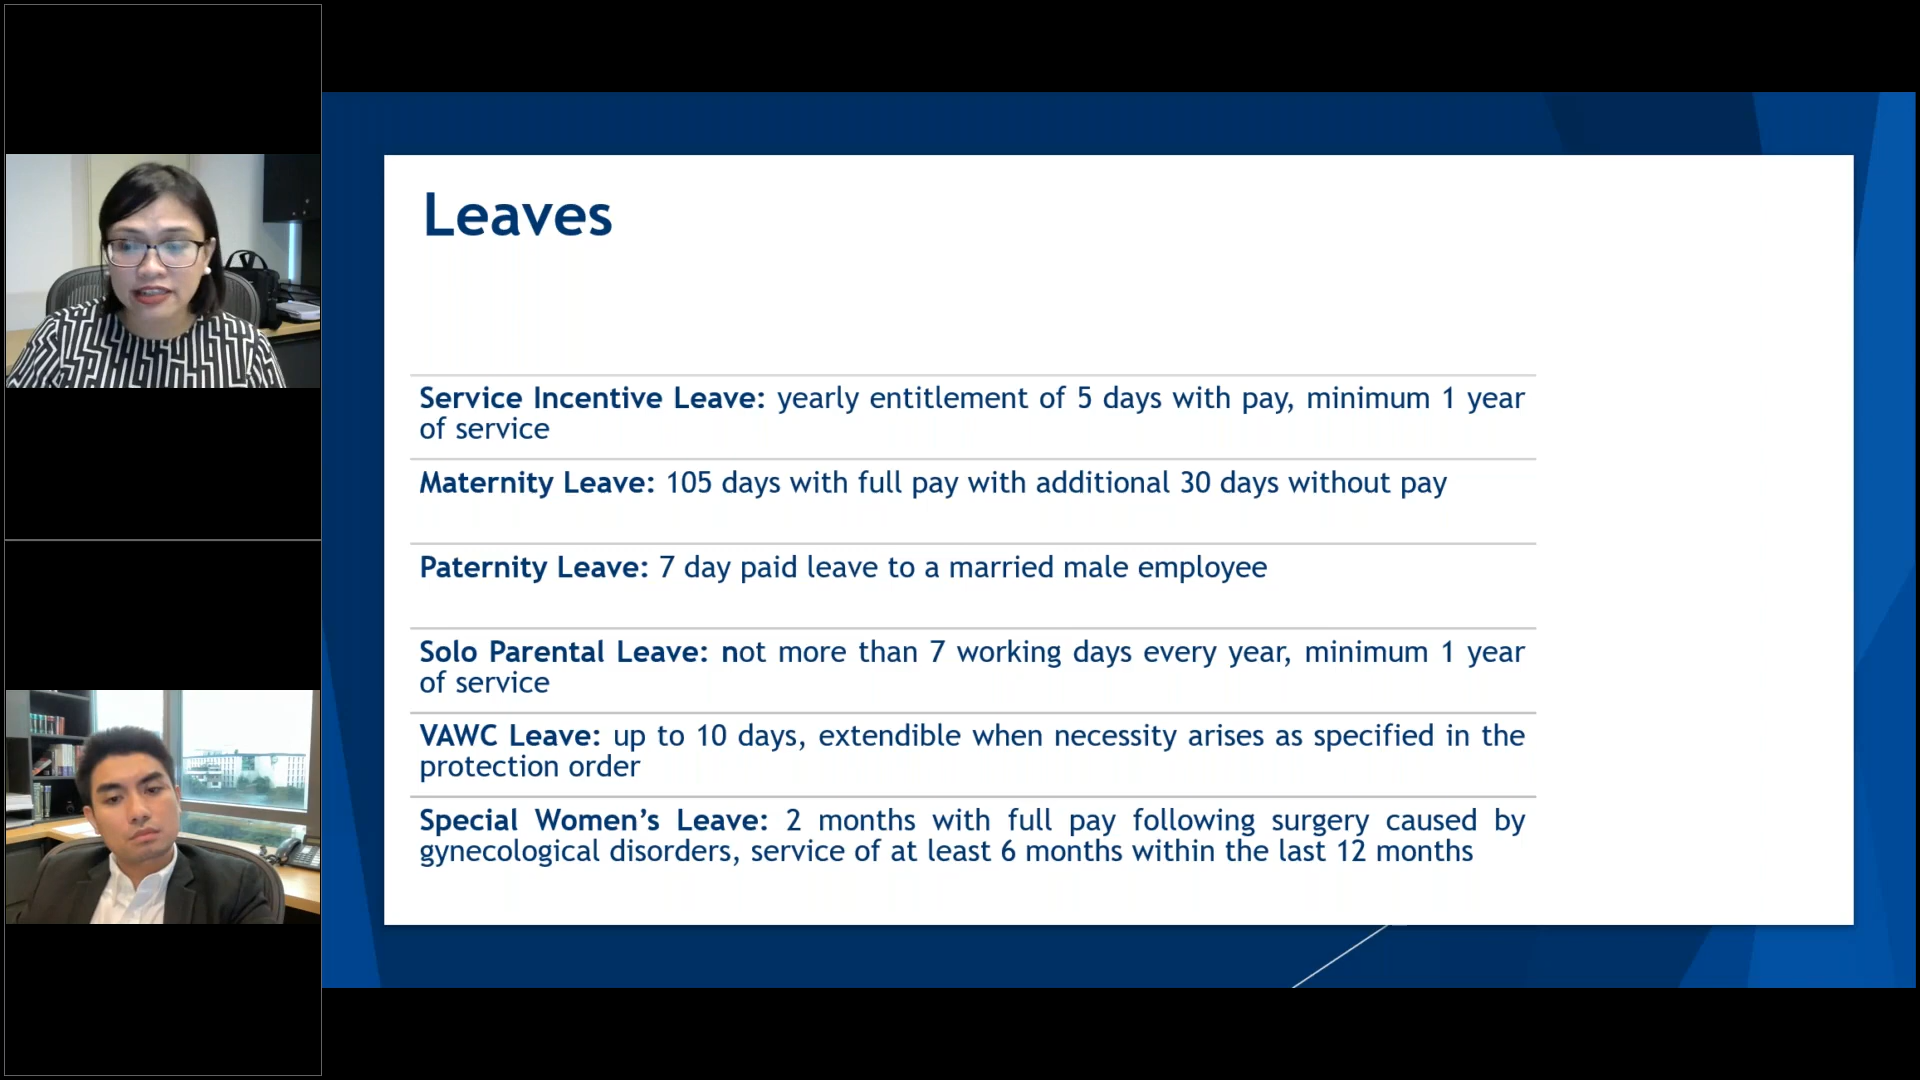 Leaves
Service Incentive Leave: yearly entitlement of 5 days with pay, minimum 1 year
of service
Maternity Leave: 105 days with full pay with additional 30 days without pay
Paternity Leave: 7 day paid leave to a married male employee
Solo Parental Leave: not more than 7 working days every year, minimum 1 year
of service
VAWC Leave: up to 10 days, extendible when necessity arises as specified in the
protection order
Special Women’s Leave: 2 months with full pay following surgery caused by
gynecological disorders, service of at least 6 months within the last 12 months